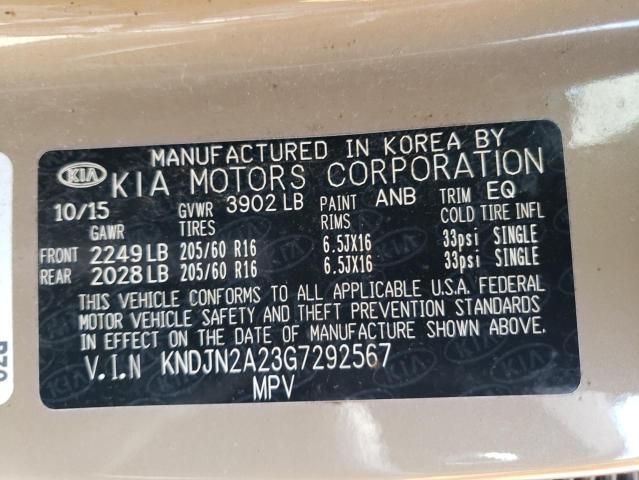 MANUFACTURED IN KOREA BY
KIA KIA MOTORS CORPORATION
10/15 GVWR 3902 LB PAINT ANB TRIM EQ
GAWR TIRES RIMS COLD TIRE INFL
FRONT 2249 LB 205/60 R16 6.5JX16 33psi SINGLE
REAR 2028 LB 205/60 R16 6.5JX16 33psi SINGLE
THIS VEHICLE CONFORMS TO ALL APPLICABLE U.S.A. FEDERAL
MOTOR VEHICLE SAFETY AND THEFT PREVENTION STANDARDS
IN EFFECT ON THE DATE OF MANUFACTURE SHOWN ABOVE.
V.I.N KNDJN2A23G7292567
MPV